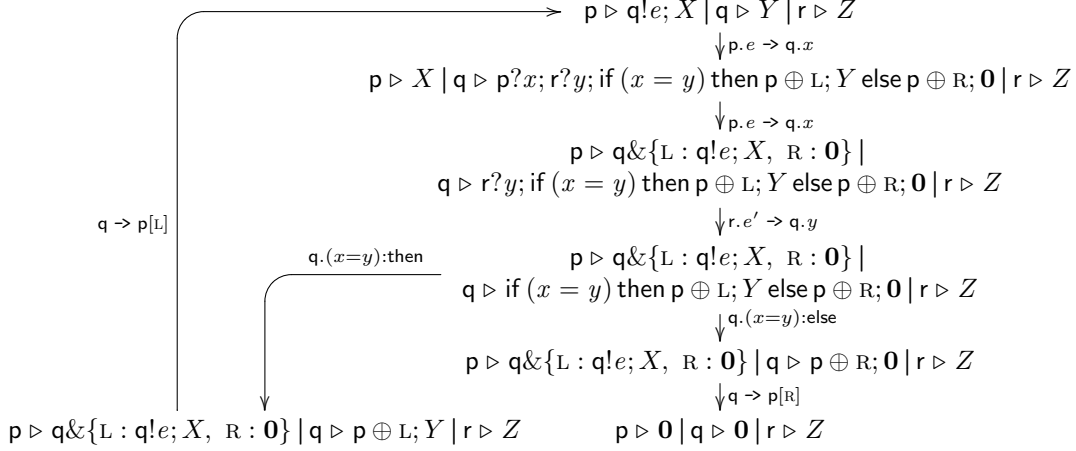 p ▷ q!e; X | q ▷ Y | r ▷ Z
p.e -> q.x
p ▷ X | q ▷ p?x; r?y; if (x = y) then p ⊕ L; Y else p ⊕ R; 0 | r ▷ Z
p.e -> q.x
p ▷ q&{L : q!e; X, R : 0} |
q ▷ r?y; if (x = y) then p ⊕ L; Y else p ⊕ R; 0 | r ▷ Z
q -> p[L]
r.e′ -> q.y
q.(x=y):then
p ▷ q&{L : q!e; X, R : 0} |
q ▷ if (x = y) then p ⊕ L; Y else p ⊕ R; 0 | r ▷ Z
q.(x=y):else
p ▷ q&{L : q!e; X, R : 0} | q ▷ p ⊕ R; 0 | r ▷ Z
q -> p[R]
p ▷ q&{L : q!e; X, R : 0} | q ▷ p ⊕ L; Y | r ▷ Z
p ▷ 0 | q ▷ 0 | r ▷ Z